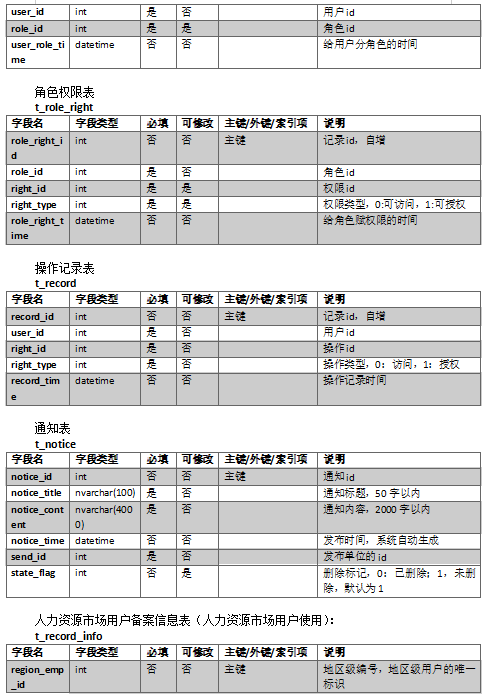 user_id int 是 否 用户id
role_id int 是 是 角色id
user_role_ti
me datetime 否 否 给用户分角色的时间
角色权限表
t_role_right
字段名 字段类型 必填 可修改 主键/外键/索引项 说明
role_right_i
d int 否 否 主键 记录id，自增
role_id int 是 否 角色id
right_id int 是 是 权限id
right_type int 是 是 权限类型，0:可访问，1:可授权
role_right_t
ime datetime 否 否 给角色赋权限的时间
操作记录表
t_record
字段名 字段类型 必填 可修改 主键/外键/索引项 说明
record_id int 否 否 主键 记录id，自增
user_id int 是 否 用户id
right_id int 是 否 操作id
right_type int 是 否 操作类型，0：访问，1：授权
record_tim
e datetime 否 否 操作记录时间
通知表
t_notice
字段名 字段类型 必填 可修改 主键/外键/索引项 说明
notice_id int 否 否 主键 通知id
notice_title nvarchar(100) 是 否 通知标题，50字以内
notice_cont
ent nvarchar(400
0) 是 否 通知内容，2000字以内
notice_time datetime 否 否 发布时间，系统自动生成
send_id int 是 否 发布单位的id
state_flag int 否 是 删除标记，0：已删除；1，未删
除，默认为1
人力资源市场用户备案信息表（人力资源市场用户使用）：
t_record_info
字段名 字段类型 必填 可修改 主键/外键/索引项 说明
region_emp
_id int 否 否 主键 地区级编号，地区级用户的唯一
标识